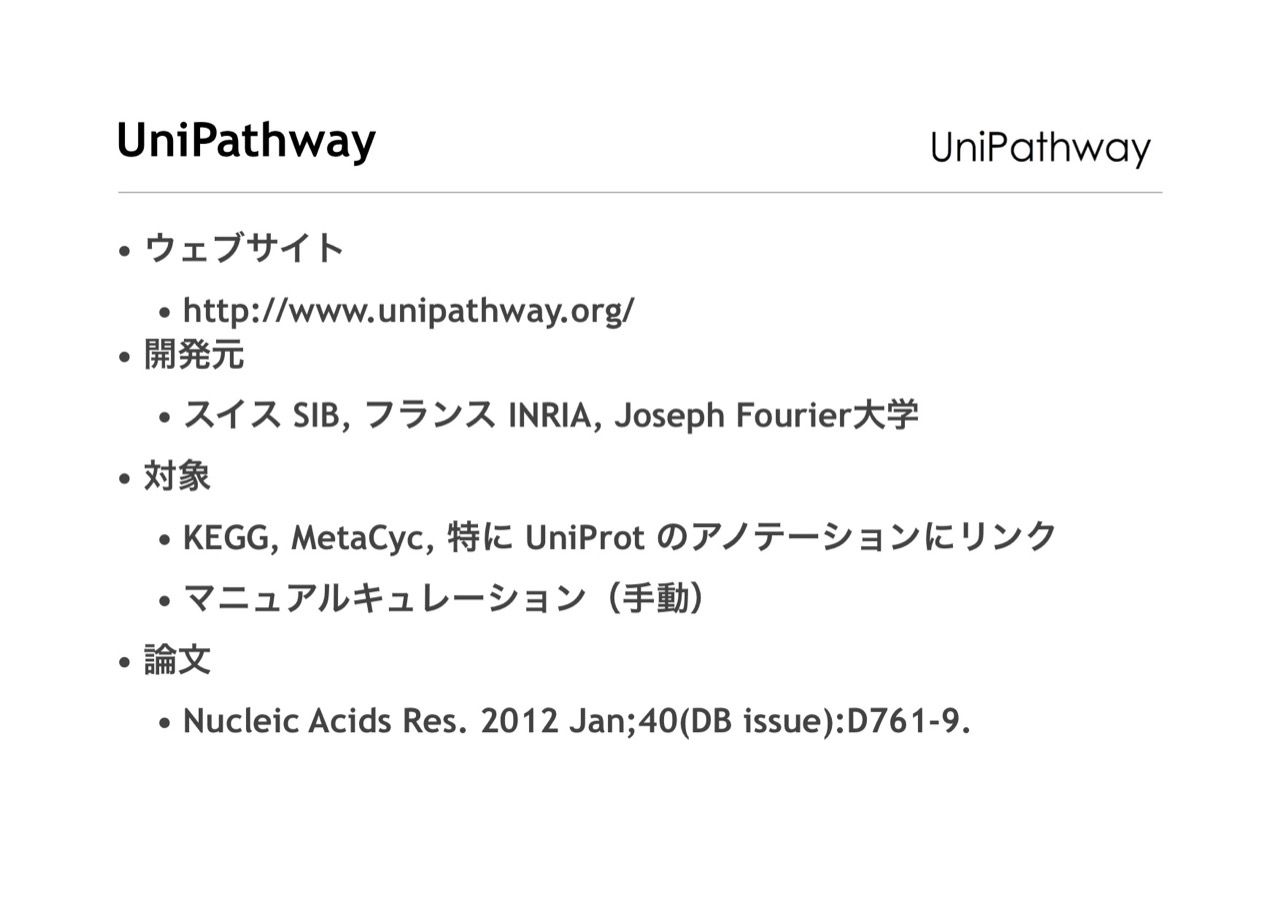 UniPathway
UniPathway
• ウェブサイト
• http://www.unipathway.org/
• 開発元
• スイス SIB, フランス INRIA, Joseph Fourier大学
• 対象
• KEGG, MetaCyc, 特に UniProt のアノテーションにリンク
• マニュアルキュレーション（手動）
• 論文
• Nucleic Acids Res. 2012 Jan;40(DB issue):D761-9.